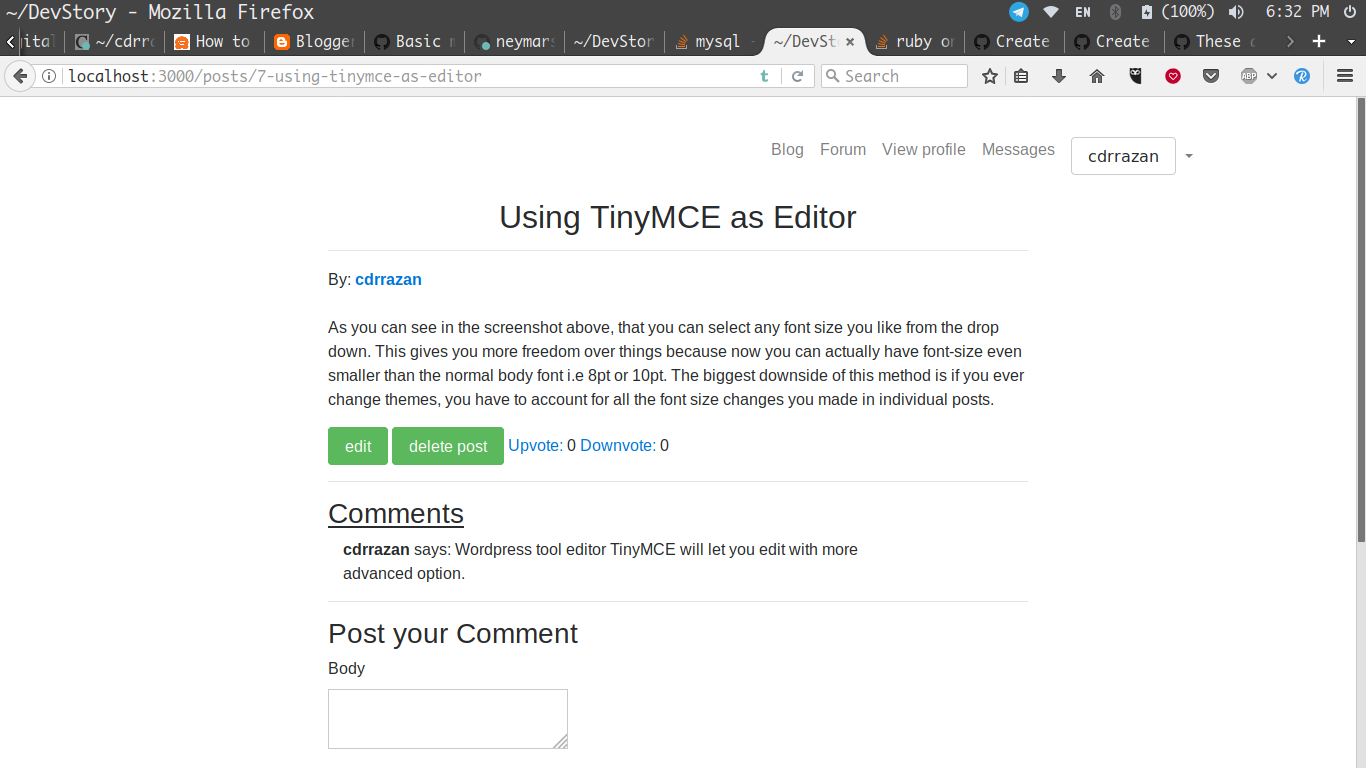 ~/DevStory - Mozilla Firefox EN (100%) 6:32 PM
ital ~/cdrr How to Blogger Basic neymar ~/DevStor mysql ~/DevSt ruby o Create Create These
localhost:3000/posts/7-using-tinymce-as-editor t Search ABP
Blog Forum View profile Messages cdrrazan
Using TinyMCE as Editor
By: cdrrazan
As you can see in the screenshot above, that you can select any font size you like from the drop
down. This gives you more freedom over things because now you can actually have font-size even
smaller than the normal body font i.e 8pt or 10pt. The biggest downside of this method is if you ever
change themes, you have to account for all the font size changes you made in individual posts.
edit delete post Upvote: 0 Downvote: 0
Comments
cdrrazan says: Wordpress tool editor TinyMCE will let you edit with more
advanced option.
Post your Comment
Body